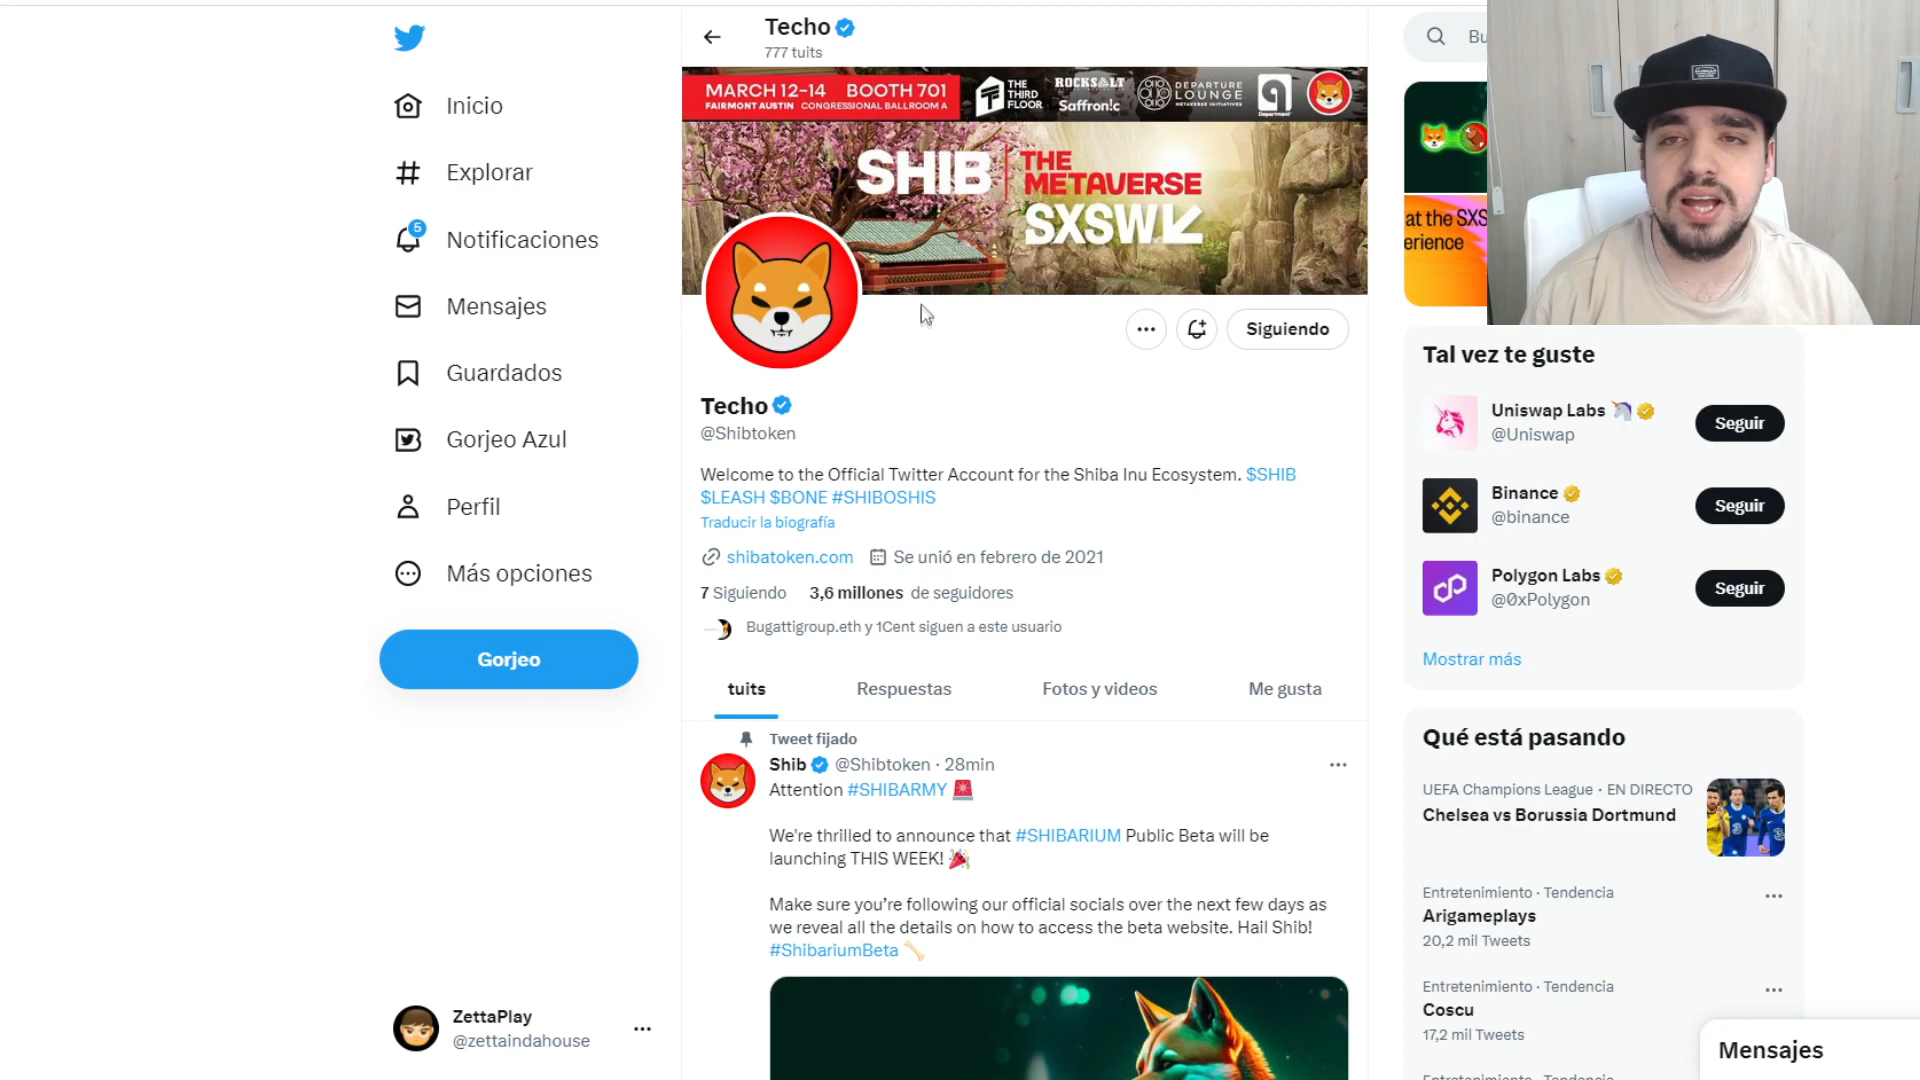 Inicio
Explorar
5
Notificaciones
Mensajes
Guardados
Gorjeo Azul
Perfil
Más opciones
Gorjeo
ZettaPlay
@zettaindahouse
Techo
777 tuits
MARCH 12-14 BOOTH 701
FAIRMONT AUSTIN CONGRESSIONAL BALLROOM A
THE
THIRD
FLOOR
ROCKSALT
Saffron!c
DEPARTURE
LOUNGE
METAVERSE INITIATIVES
Department
SHIB
THE
METAVERSE
SXSW
Siguiendo
Techo
@Shibtoken
Welcome to the Official Twitter Account for the Shiba Inu Ecosystem. $SHIB
$LEASH $BONE #SHIBOSHIS
Traducir la biografía
shibatoken.com Se unió en febrero de 2021
7 Siguiendo 3,6 millones de seguidores
Bugattigroup.eth y 1Cent siguen a este usuario
tuits Respuestas Fotos y videos Me gusta
Tweet fijado
Shib @Shibtoken · 28min
Attention #SHIBARMY
We're thrilled to announce that #SHIBARIUM Public Beta will be
launching THIS WEEK!
Make sure you’re following our official socials over the next few days as
we reveal all the details on how to access the beta website. Hail Shib!
#ShibariumBeta
at the SXS
erience
Tal vez te guste
Uniswap Labs
@Uniswap
Seguir
Binance
@binance
Seguir
Polygon Labs
@0xPolygon
Seguir
Mostrar más
Qué está pasando
UEFA Champions League · EN DIRECTO
Chelsea vs Borussia Dortmund
Entretenimiento · Tendencia
Arigameplays
20,2 mil Tweets
Entretenimiento · Tendencia
Coscu
17,2 mil Tweets
Entretenimiento · Tendencia
Mensajes